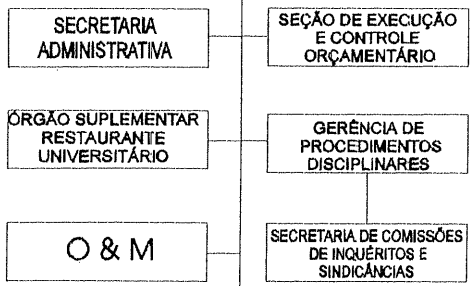 SECRETARIA
ADMINISTRATIVA
SEÇÃO DE EXECUÇÃO
E CONTROLE
ORÇAMENTÁRIO
ÓRGÃO SUPLEMENTAR
RESTAURANTE
UNIVERSITÁRIO
GERÊNCIA DE
PROCEDIMENTOS
DISCIPLINARES
O & M
SECRETARIA DE COMISSÕES
DE INQUÉRITOS E
SINDICÂNCIAS